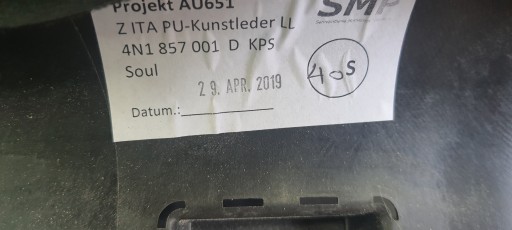 Projekt AU651
SMP
Z ITA PU-Kunstleder LL
4N1 857 001 D KPS
Soul
40S
29. APR. 2019
Datum.: